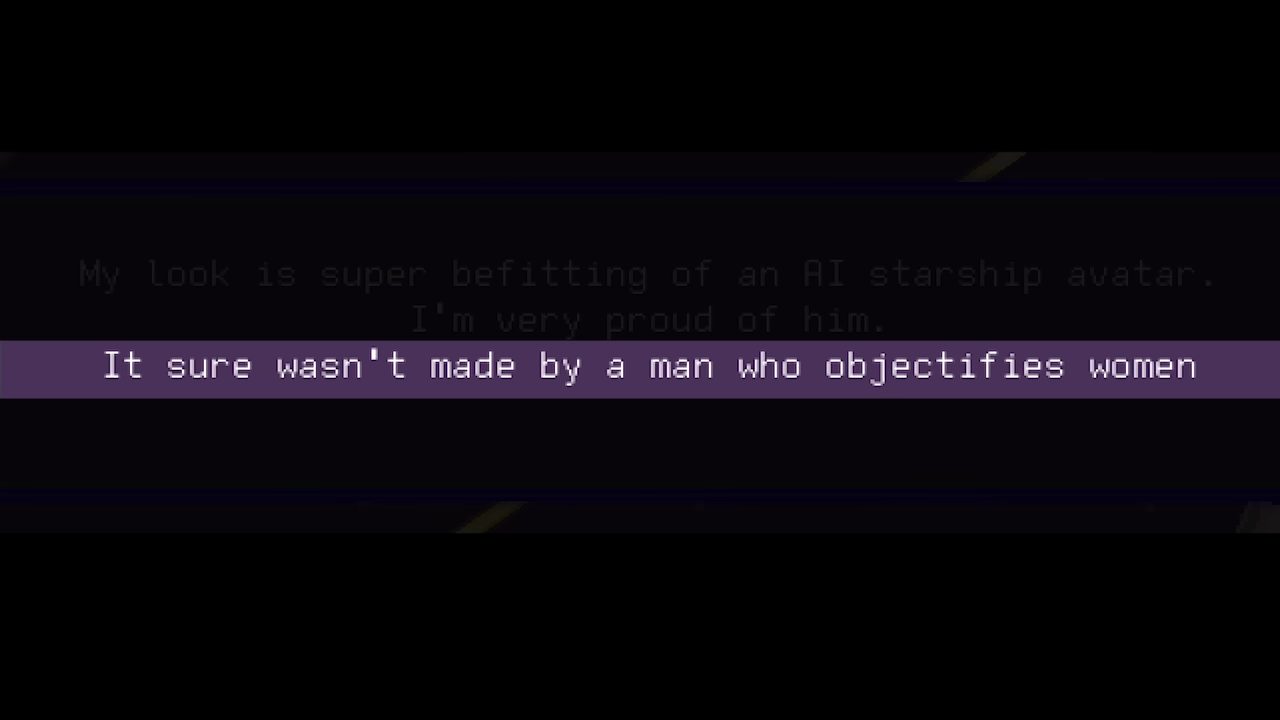 My look is super befitting of an AI starship avatar.
I'm very proud of him.
It sure wasn't made by a man who objectifies women